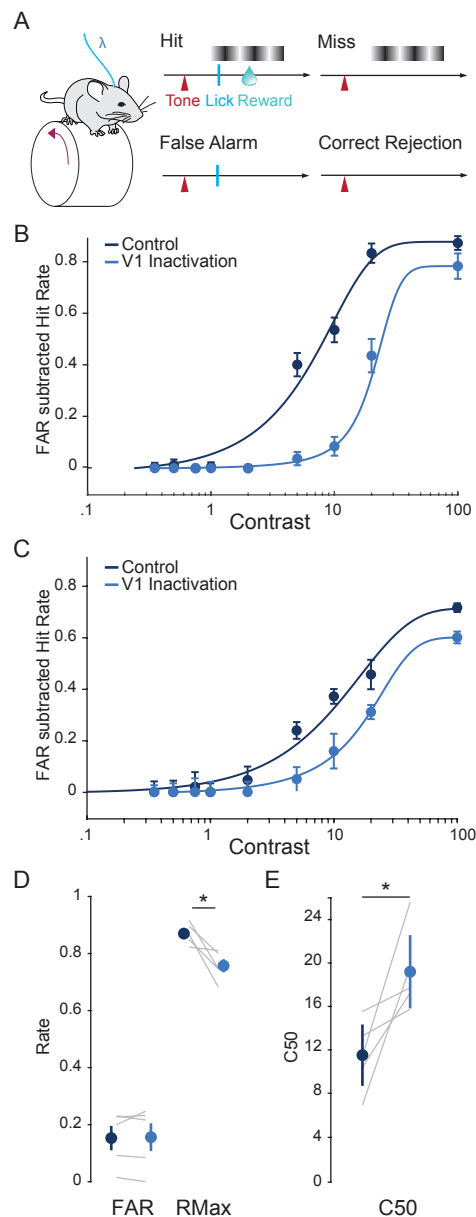 A
λ
Hit
Miss
Tone Lick Reward
False Alarm
Correct Rejection
B
Control
V1 Inactivation
FAR subtracted Hit Rate
0.8
0.6
0.4
0.2
0
.1 1 10 100
Contrast
C
Control
V1 Inactivation
FAR subtracted Hit Rate
0.8
0.6
0.4
0.2
0
0.1 1 10 100
Contrast
D
Rate
1
0.8
0.6
0.4
0.2
0
*
FAR RMax
E
C50
24
20
16
12
8
4
0
*
C50